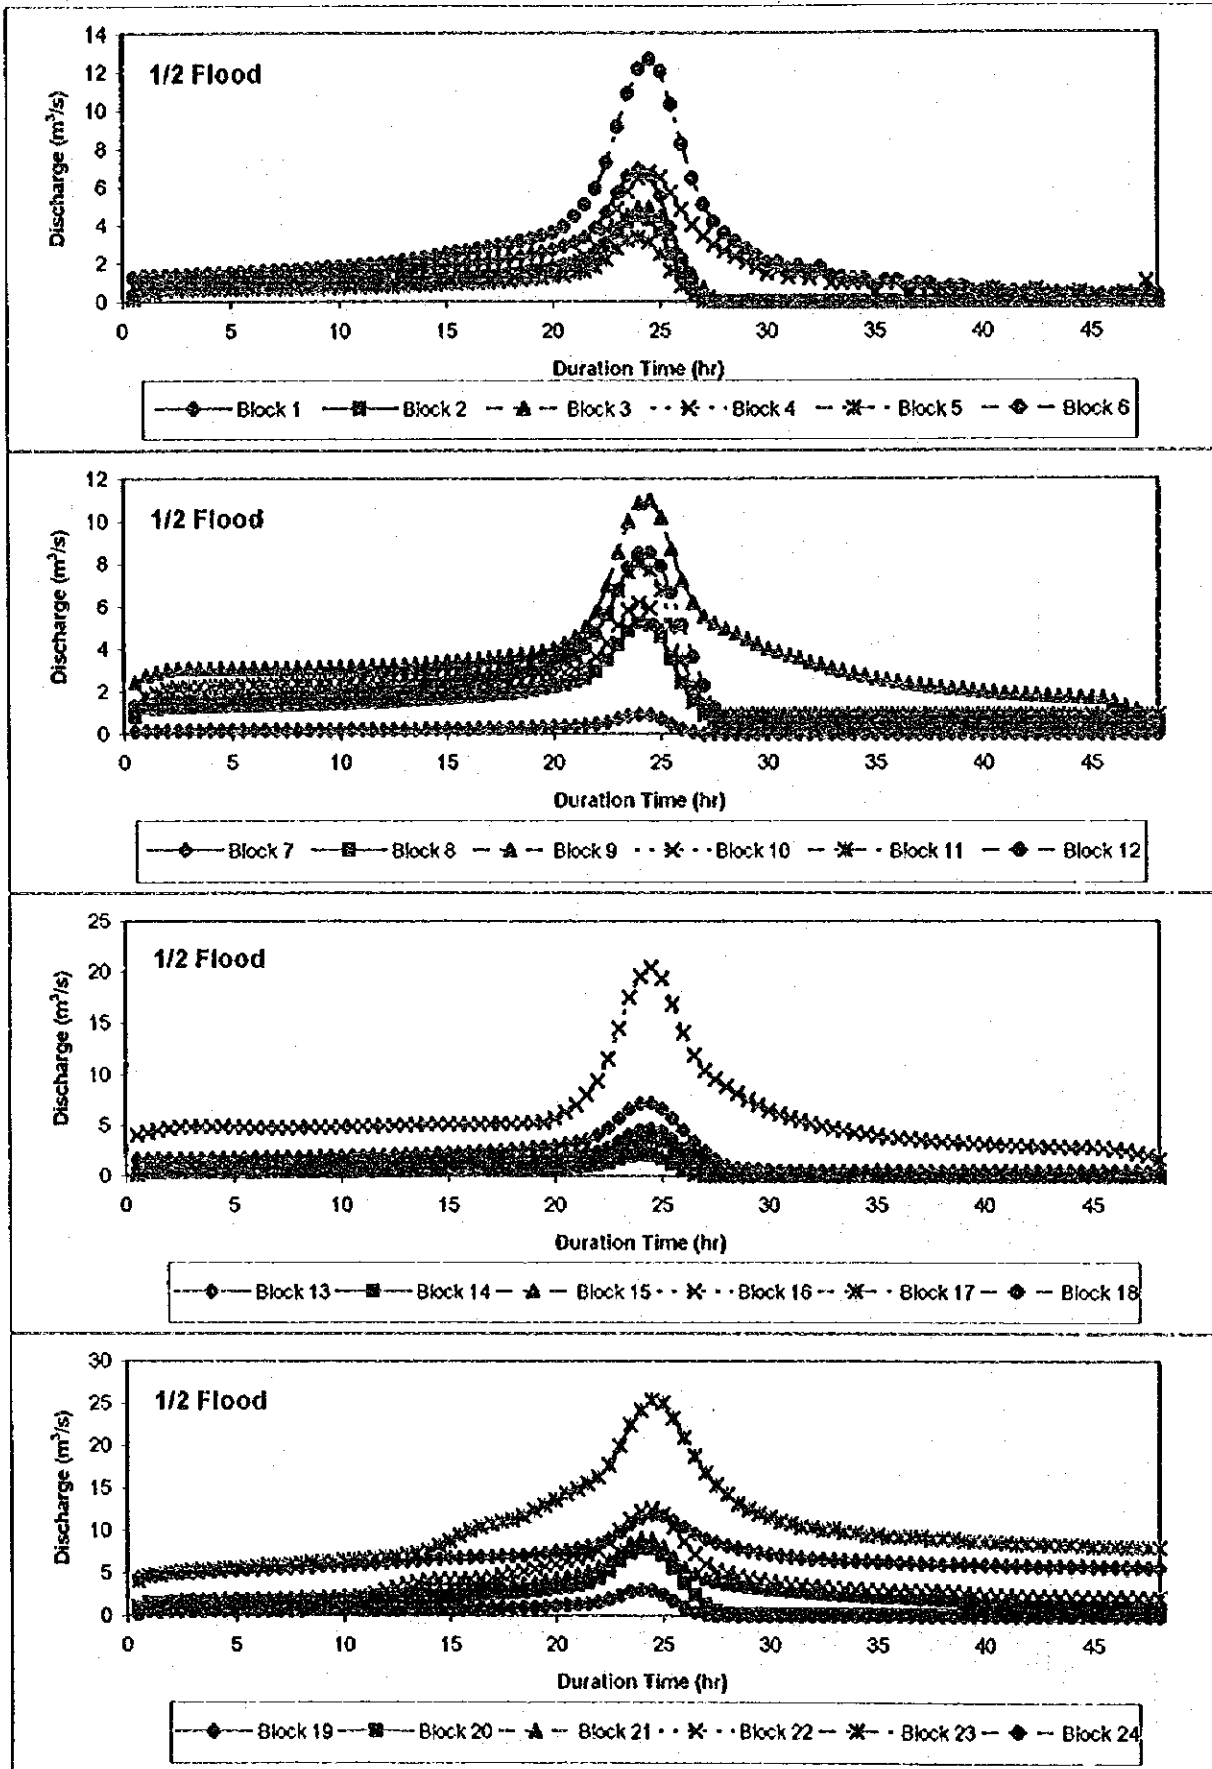 14
12
10
8
6
4
2
0
1/2 Flood
Discharge (m³/s)
0 5 10 15 20 25 30 35 40 45
Duration Time (hr)
Block 1 Block 2 Block 3 Block 4 Block 5 Block 6
12
10
8
6
4
2
0
1/2 Flood
Discharge (m³/s)
0 5 10 15 20 25 30 35 40 45
Duration Time (hr)
Block 7 Block 8 Block 9 Block 10 Block 11 Block 12
25
20
15
10
5
0
1/2 Flood
Discharge (m³/s)
0 5 10 15 20 25 30 35 40 45
Duration Time (hr)
Block 13 Block 14 Block 15 Block 16 Block 17 Block 18
30
25
20
15
10
5
0
1/2 Flood
Discharge (m³/s)
0 5 10 15 20 25 30 35 40 45
Duration Time (hr)
Block 19 Block 20 Block 21 Block 22 Block 23 Block 24